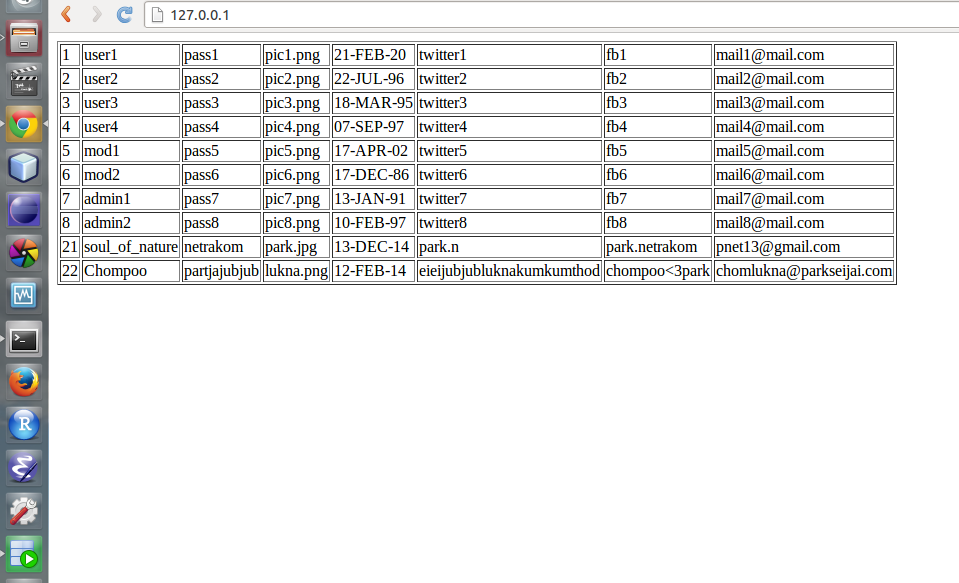 127.0.0.1
1 user1 pass1 pic1.png 21-FEB-20 twitter1 fb1 mail1@mail.com
2 user2 pass2 pic2.png 22-JUL-96 twitter2 fb2 mail2@mail.com
3 user3 pass3 pic3.png 18-MAR-95 twitter3 fb3 mail3@mail.com
4 user4 pass4 pic4.png 07-SEP-97 twitter4 fb4 mail4@mail.com
5 mod1 pass5 pic5.png 17-APR-02 twitter5 fb5 mail5@mail.com
6 mod2 pass6 pic6.png 17-DEC-86 twitter6 fb6 mail6@mail.com
7 admin1 pass7 pic7.png 13-JAN-91 twitter7 fb7 mail7@mail.com
8 admin2 pass8 pic8.png 10-FEB-97 twitter8 fb8 mail8@mail.com
21 soul_of_nature netrakom park.jpg 13-DEC-14 park.n park.netrakom pnet13@gmail.com
22 Chompoo partjajubjub lukna.png 12-FEB-14 eieijubjubluknakumkumthod chompoo<3park chomlukna@parkseijai.com
R